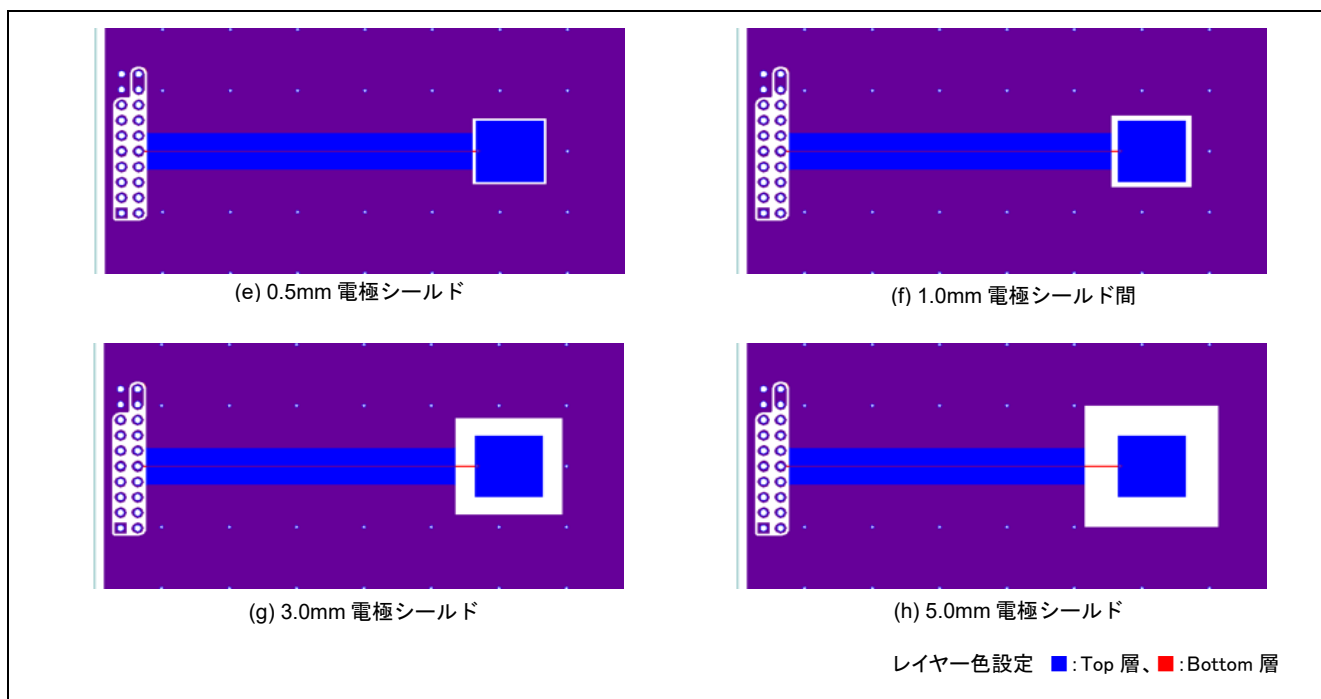 (e) 0.5mm 電極シールド
(f) 1.0mm 電極シールド間
(g) 3.0mm 電極シールド
(h) 5.0mm 電極シールド
レイヤー色設定 ■:Top 層、■:Bottom 層